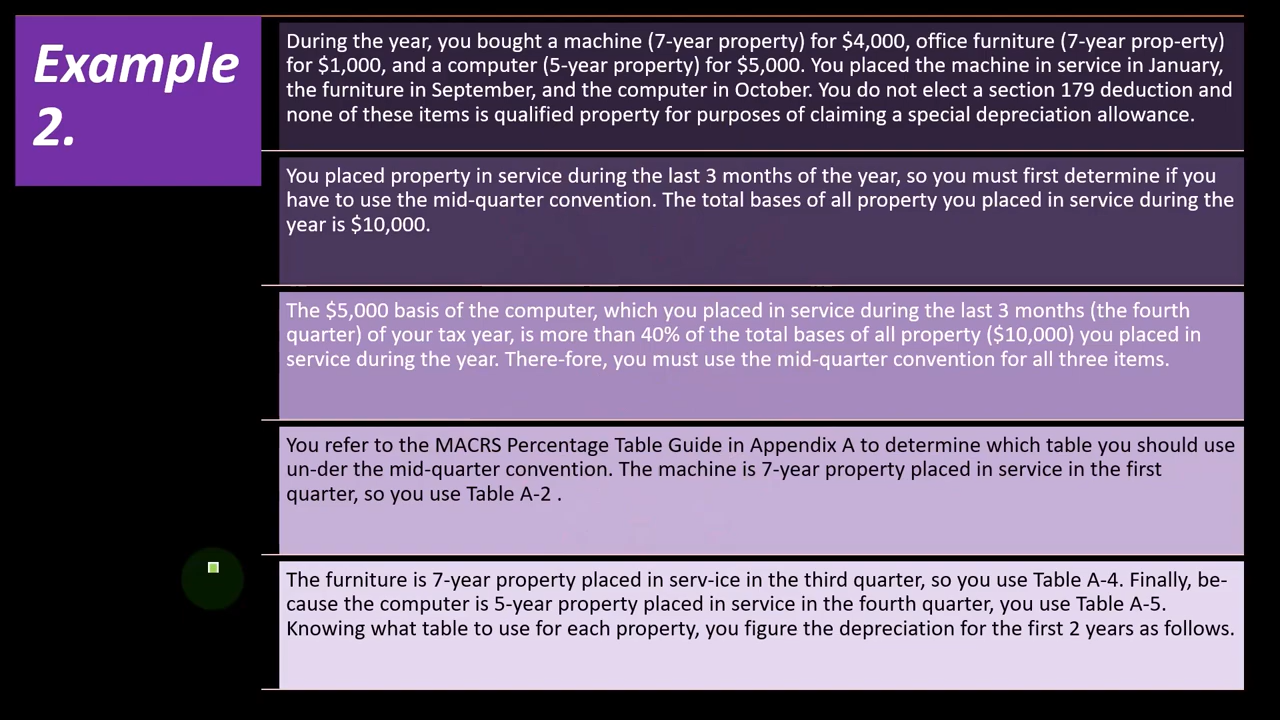 Example
2.
During the year, you bought a machine (7-year property) for $4,000, office furniture (7-year prop-erty)
for $1,000, and a computer (5-year property) for $5,000. You placed the machine in service in January,
the furniture in September, and the computer in October. You do not elect a section 179 deduction and
none of these items is qualified property for purposes of claiming a special depreciation allowance.
You placed property in service during the last 3 months of the year, so you must first determine if you
have to use the mid-quarter convention. The total bases of all property you placed in service during the
year is $10,000.
The $5,000 basis of the computer, which you placed in service during the last 3 months (the fourth
quarter) of your tax year, is more than 40% of the total bases of all property ($10,000) you placed in
service during the year. There-fore, you must use the mid-quarter convention for all three items.
You refer to the MACRS Percentage Table Guide in Appendix A to determine which table you should use
un-der the mid-quarter convention. The machine is 7-year property placed in service in the first
quarter, so you use Table A-2 .
The furniture is 7-year property placed in serv-ice in the third quarter, so you use Table A-4. Finally, be-
cause the computer is 5-year property placed in service in the fourth quarter, you use Table A-5.
Knowing what table to use for each property, you figure the depreciation for the first 2 years as follows.